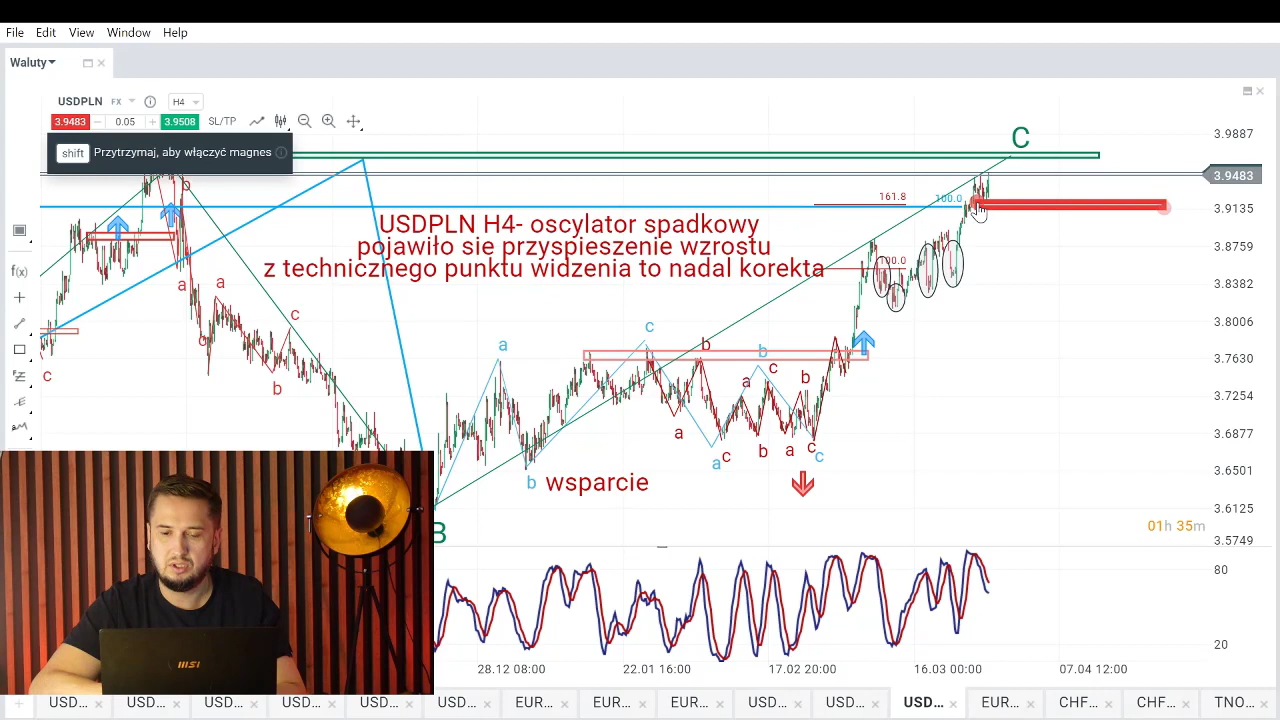 File Edit View Window Help
Waluty
USDPLN FX H4
3.9483 0.05 3.9508 SL/TP
shift Przytrzymaj, aby włączyć magnes
C
3.9887
3.9483
161.8
100.0
3.9135
USDPLN H4- oscylator spadkowy
pojawiło sie przyspieszenie wzrostu
z technicznego punktu widzenia to nadal korekta
100.0
b
a
a
c
c
b
c
3.8759
3.8382
3.8006
3.7630
3.7254
3.6877
3.6501
3.6125
3.5749
f(x)
a
c
b
b
c
a
b
a
a
c
b
a
c
c
b wsparcie
B
01h 35m
80
20
28.12 08:00 22.01 16:00 17.02 20:00 16.03 00:00 07.04 12:00
msi
USD... USD... USD... USD... USD... USD... EUR... EUR... EUR... USD... USD... USD... EUR... CHF... CHF... TNO...